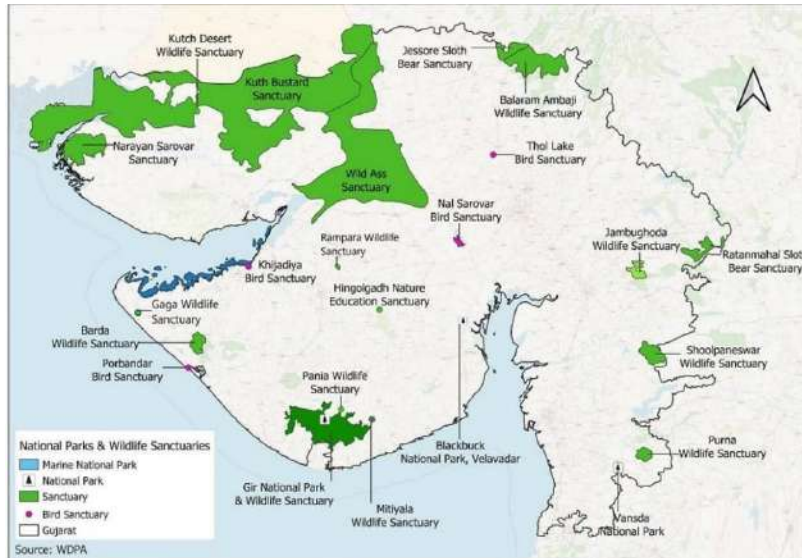 Kutch Desert
Wildlife Sanctuary
Jessore Sloth
Bear Sanctuary
Kuth Bustard
Sanctuary
Balaram Ambaji
Wildlife Sanctuary
Narayan Sarovar
Sanctuary
Thol Lake
Bird Sanctuary
Wild Ass
Sanctuary
Nal Sarovar
Bird Sanctuary
Rampara Wildlife
Sanctuary
Jambughoda
Wildlife Sanctuary
Ratanmahal Slot
Bear Sanctuary
Khijadiya
Bird Sanctuary
Hingolgadh Nature
Education Sanctuary
Gaga Wildlife
Sanctuary
Barda
Wildlife Sanctuary
Shoolpaneswar
Wildlife Sanctuary
Porbandar
Bird Sanctuary
Pania Wildlife
Sanctuary
Blackbuck
National Park, Velavadar
Purna
Wildlife Sanctuary
Gir National Park
& Wildlife Sanctuary
Mitiyala
Wildlife Sanctuary
Vansda
National Park
National Parks & Wildlife Sanctuaries
Marine National Park
National Park
Sanctuary
Bird Sanctuary
Gujarat
Source: WDPA